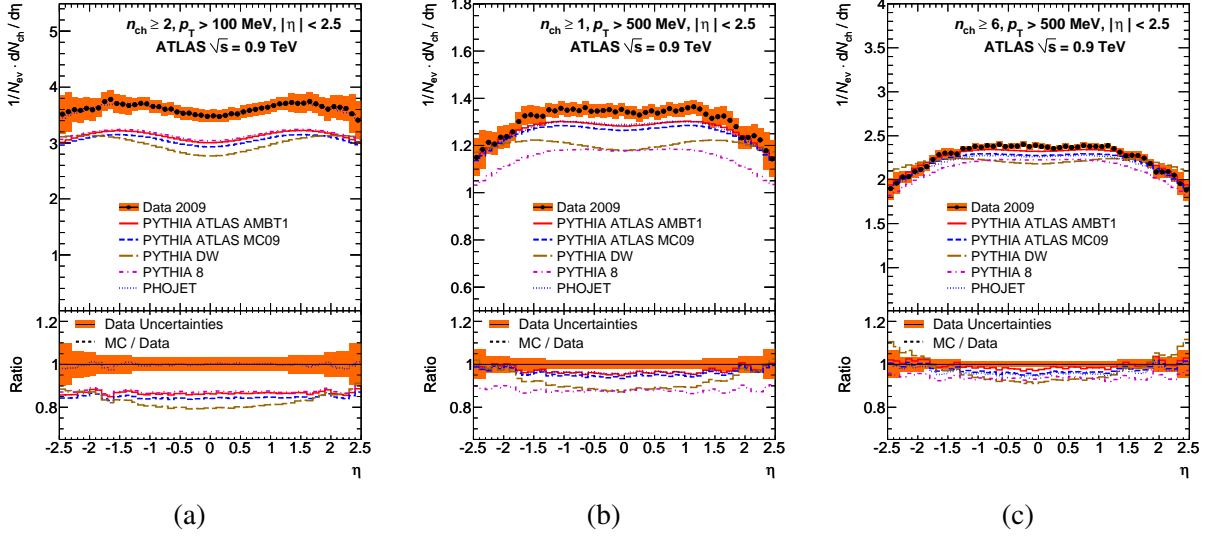 1/N_ev · dN_ch / dη
n_ch ≥ 2, p_T > 100 MeV, | η | < 2.5
ATLAS √s = 0.9 TeV
5
4
3
2
1
Data 2009
PYTHIA ATLAS AMBT1
PYTHIA ATLAS MC09
PYTHIA DW
PYTHIA 8
PHOJET
Ratio
1.2
1
0.8
Data Uncertainties
MC / Data
-2.5 -2 -1.5 -1 -0.5 0 0.5 1 1.5 2 2.5
η
(a)
1/N_ev · dN_ch / dη
n_ch ≥ 1, p_T > 500 MeV, | η | < 2.5
ATLAS √s = 0.9 TeV
1.8
1.6
1.4
1.2
1
0.8
0.6
Data 2009
PYTHIA ATLAS AMBT1
PYTHIA ATLAS MC09
PYTHIA DW
PYTHIA 8
PHOJET
Ratio
1.2
1
0.8
Data Uncertainties
MC / Data
-2.5 -2 -1.5 -1 -0.5 0 0.5 1 1.5 2 2.5
η
(b)
1/N_ev · dN_ch / dη
n_ch ≥ 6, p_T > 500 MeV, | η | < 2.5
ATLAS √s = 0.9 TeV
3.5
3
2.5
2
1.5
1
Data 2009
PYTHIA ATLAS AMBT1
PYTHIA ATLAS MC09
PYTHIA DW
PYTHIA 8
PHOJET
Ratio
1.2
1
0.8
Data Uncertainties
MC / Data
-2.5 -2 -1.5 -1 -0.5 0 0.5 1 1.5 2 2.5
η
(c)